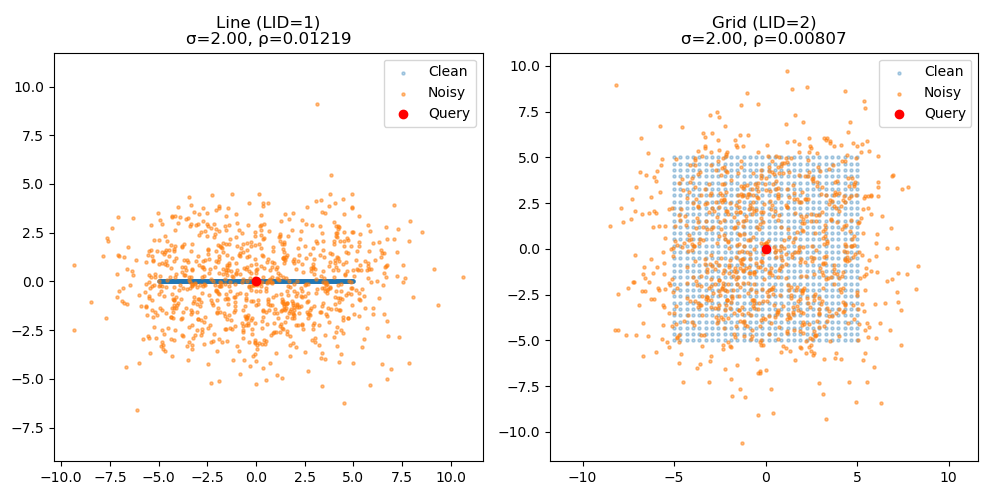 Line (LID=1)
σ=2.00, ρ=0.01219
Clean
Noisy
Query
10.0
7.5
5.0
2.5
0.0
−2.5
−5.0
−7.5
−10.0 −7.5 −5.0 −2.5 0.0 2.5 5.0 7.5 10.0
Grid (LID=2)
σ=2.00, ρ=0.00807
Clean
Noisy
Query
10.0
7.5
5.0
2.5
0.0
−2.5
−5.0
−7.5
−10.0
−10 −5 0 5 10